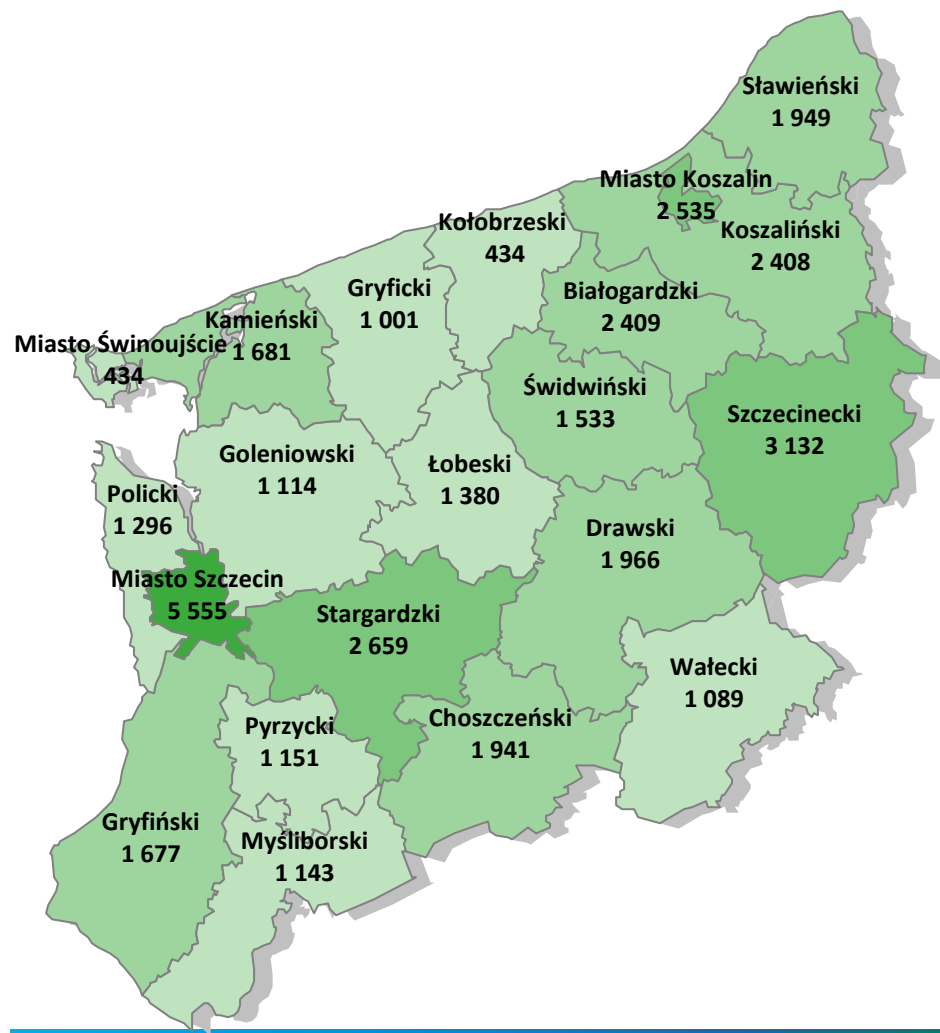 Sławieński
1 949
Miasto Koszalin
2 535
Koszaliński
2 408
Kołobrzeski
434
Gryficki
1 001
Białogardzki
2 409
Kamieński
1 681
Miasto Świnoujście
434
Świdwiński
1 533
Szczecinecki
3 132
Goleniowski
1 114
Łobeski
1 380
Policki
1 296
Drawski
1 966
Miasto Szczecin
5 555
Stargardzki
2 659
Wałecki
1 089
Choszczeński
1 941
Pyrzycki
1 151
Gryfiński
1 677
Myśliborski
1 143